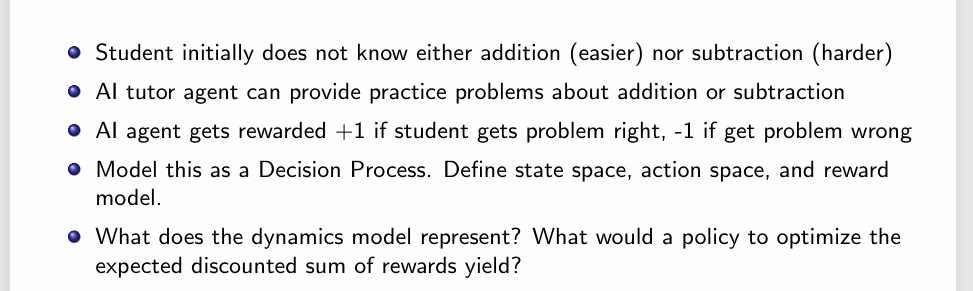 Student initially does not know either addition (easier) nor subtraction (harder)
AI tutor agent can provide practice problems about addition or subtraction
AI agent gets rewarded +1 if student gets problem right, -1 if get problem wrong
Model this as a Decision Process. Define state space, action space, and reward
model.
What does the dynamics model represent? What would a policy to optimize the
expected discounted sum of rewards yield?